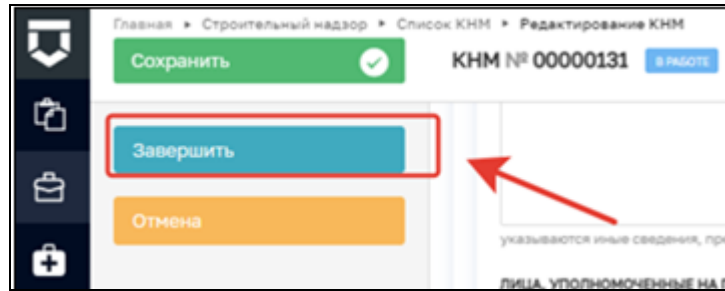 Главная ▸ Строительный надзор ▸ Список КНМ ▸ Редактирование КНМ
Сохранить
КНМ № 00000131 В РАБОТЕ
Завершить
Отмена
указываются иные сведения, пр
ЛИЦА, УПОЛНОМОЧЕННЫЕ НА